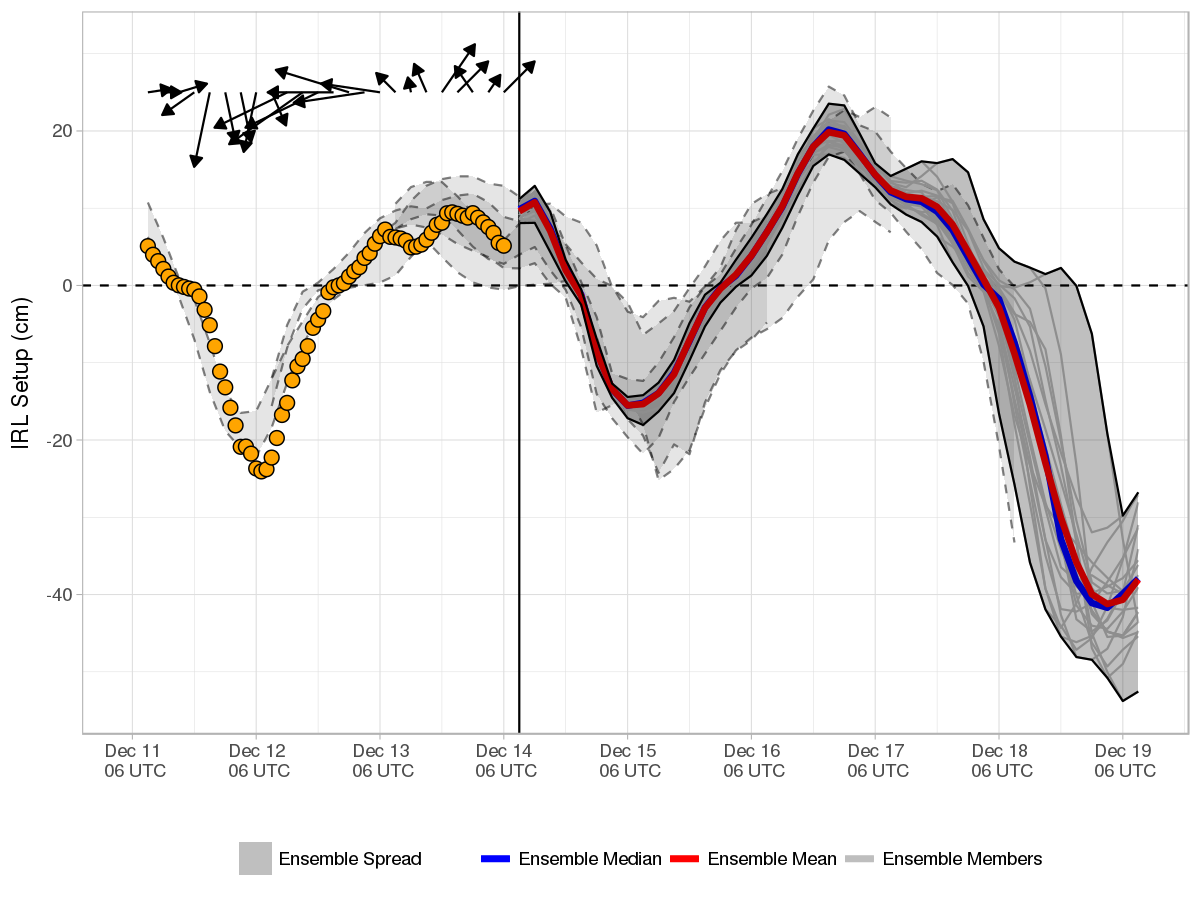 IRL Setup (cm)
20
0
-20
-40
Dec 11 Dec 12 Dec 13 Dec 14 Dec 15 Dec 16 Dec 17 Dec 18 Dec 19
06 UTC 06 UTC 06 UTC 06 UTC 06 UTC 06 UTC 06 UTC 06 UTC 06 UTC
Ensemble Spread Ensemble Median Ensemble Mean Ensemble Members